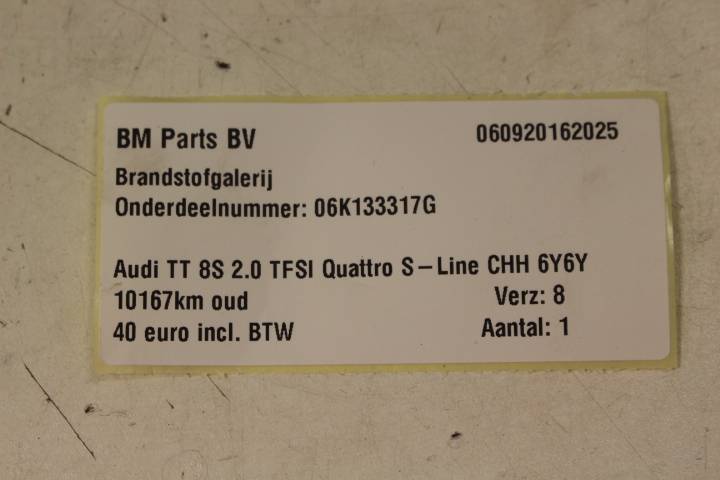 BM Parts BV 060920162025
Brandstofgalerij
Onderdeelnummer: 06K133317G
Audi TT 8S 2.0 TFSI Quattro S-Line CHH 6Y6Y
10167km oud Verz: 8
40 euro incl. BTW Aantal: 1